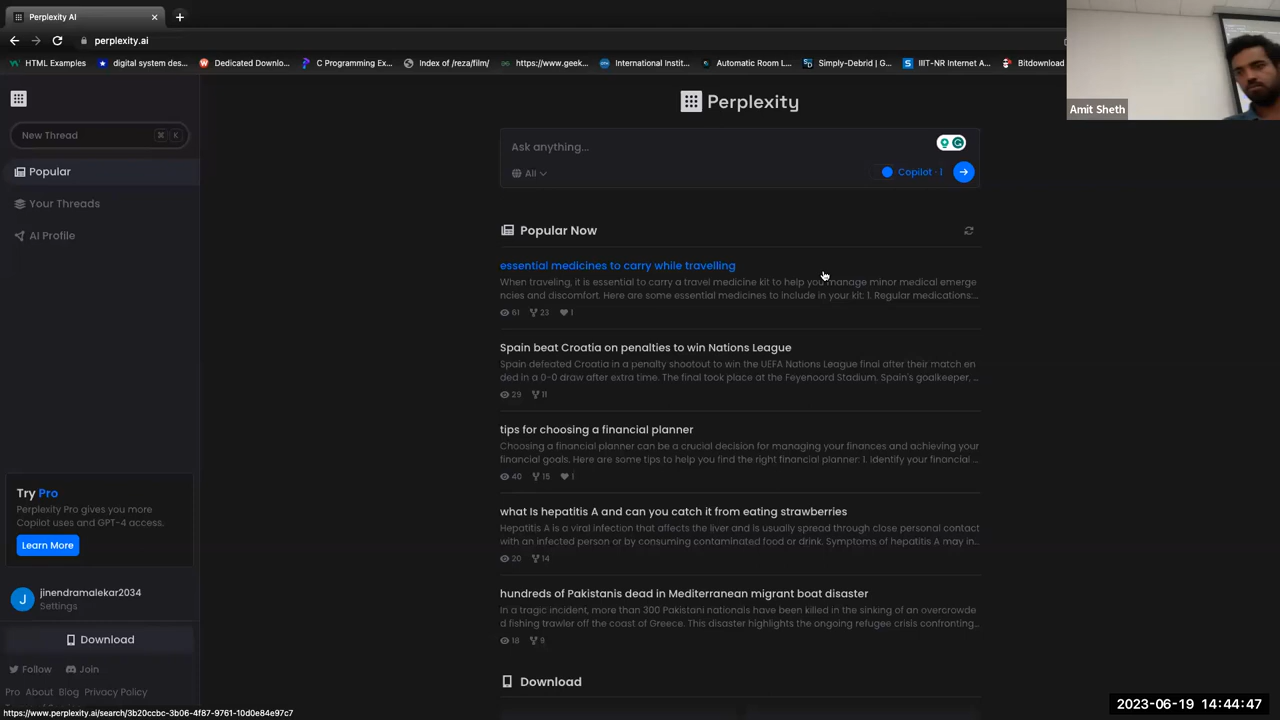 Perplexity AI
perplexity.ai
HTML Examples
digital system des...
Dedicated Downlo...
C Programming Ex...
Index of /reza/film/
https://www.geek...
International Instit...
Automatic Room L...
Simply-Debrid | G...
IIIT-NR Internet A...
Bitdownload
Amit Sheth
New Thread
K
Popular
Your Threads
AI Profile
Perplexity
Ask anything...
All
Copilot · 1
Popular Now
essential medicines to carry while travelling
When traveling, it is essential to carry a travel medicine kit to help you manage minor medical emerge
ncies and discomfort. Here are some essential medicines to include in your kit: 1. Regular medications:...
61 23 1
Spain beat Croatia on penalties to win Nations League
Spain defeated Croatia in a penalty shootout to win the UEFA Nations League final after their match en
ded in a 0-0 draw after extra time. The final took place at the Feyenoord Stadium. Spain's goalkeeper, ...
29 11
tips for choosing a financial planner
Choosing a financial planner can be a crucial decision for managing your finances and achieving your
financial goals. Here are some tips to help you find the right financial planner: 1. Identify your financial ...
40 15 1
what Is hepatitis A and can you catch it from eating strawberries
Hepatitis A is a viral infection that affects the liver and is usually spread through close personal contact
with an infected person or by consuming contaminated food or drink. Symptoms of hepatitis A may in...
20 14
hundreds of Pakistanis dead in Mediterranean migrant boat disaster
In a tragic incident, more than 300 Pakistani nationals have been killed in the sinking of an overcrowde
d fishing trawler off the coast of Greece. This disaster highlights the ongoing refugee crisis confronting...
18 9
Download
Try Pro
Perplexity Pro gives you more
Copilot uses and GPT-4 access.
Learn More
J
jinendramalekar2034
Settings
Download
Follow Join
Pro About Blog Privacy Policy
https://www.perplexity.ai/search/3b20ccbc-3b06-4f87-9761-10d0e84e97c7
2023-06-19 14:44:47